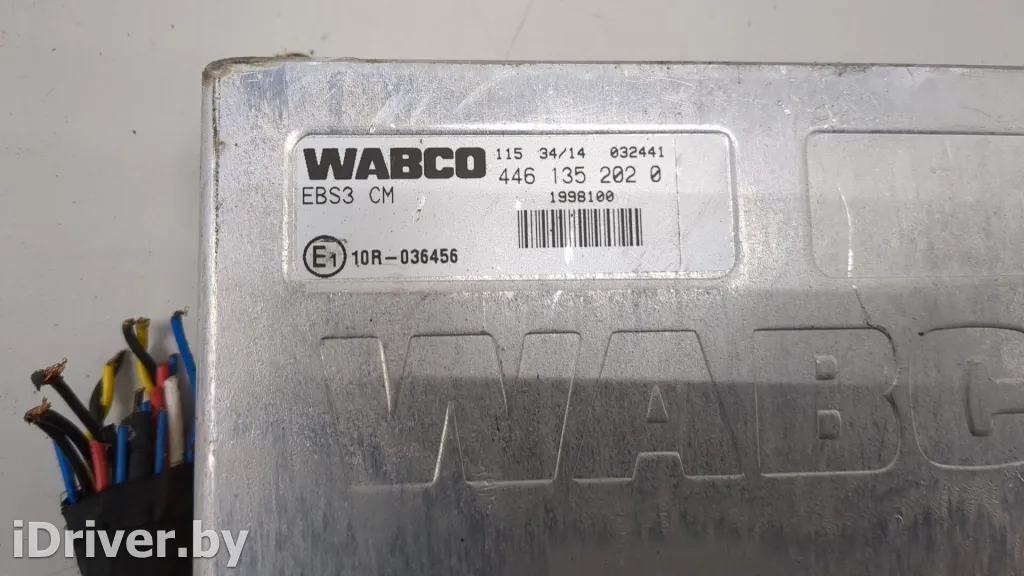 WABCO 115 34/14 032441
446 135 202 0
EBS3 CM 1998100
E1 10R-036456
WABC
iDriver.by